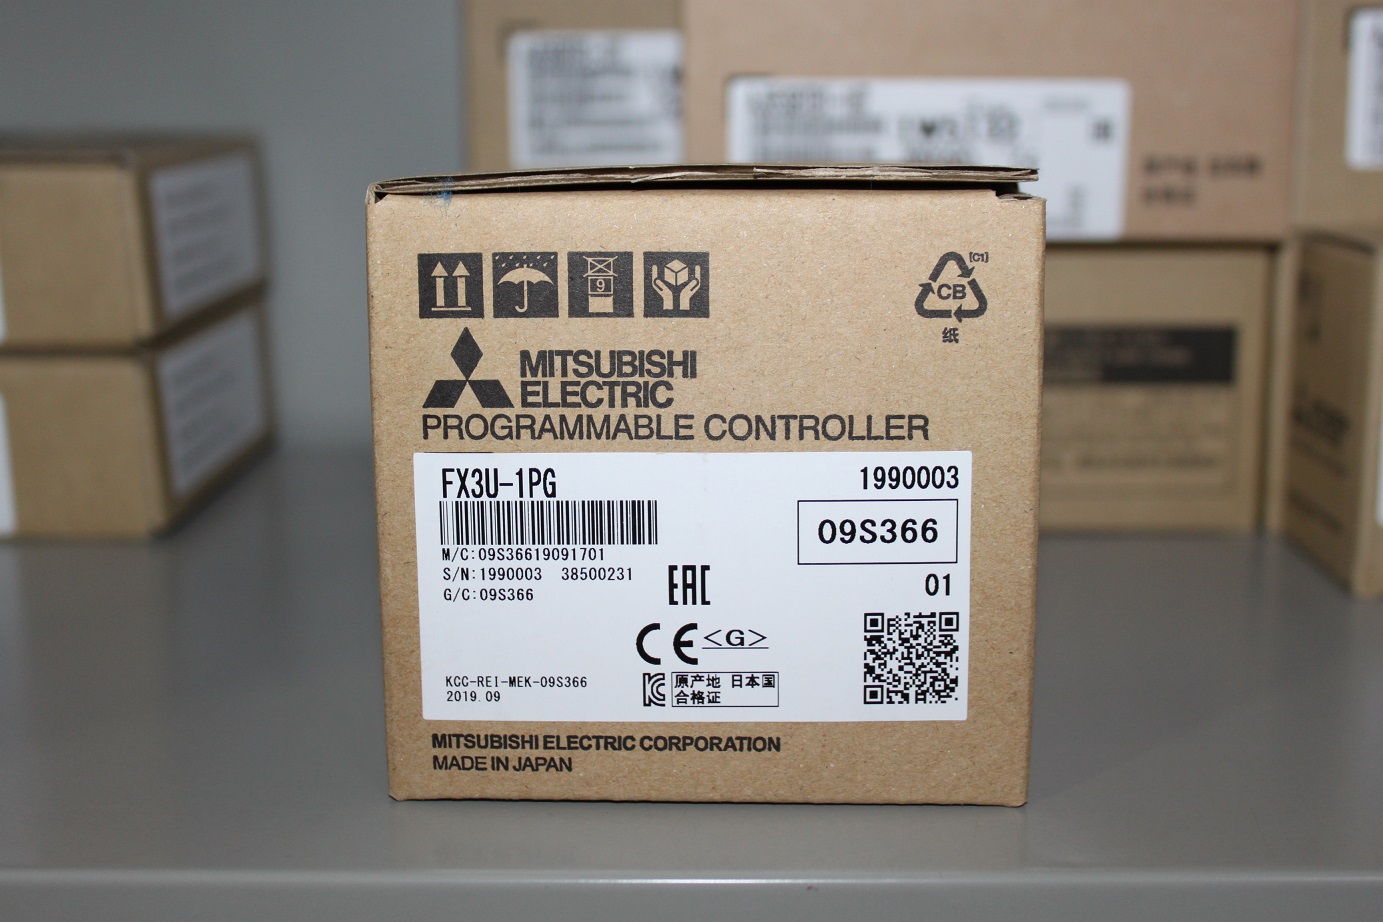 9
[C1]
CB
纸
MITSUBISHI
ELECTRIC
PROGRAMMABLE CONTROLLER
FX3U-1PG
1990003
M/C:09S36619091701
09S366
S/N:1990003 38500231
G/C:09S366
EAC
01
CE <G>
KCC-REI-MEK-09S366
原产地 日本国
2019.09
合格证
MITSUBISHI ELECTRIC CORPORATION
MADE IN JAPAN